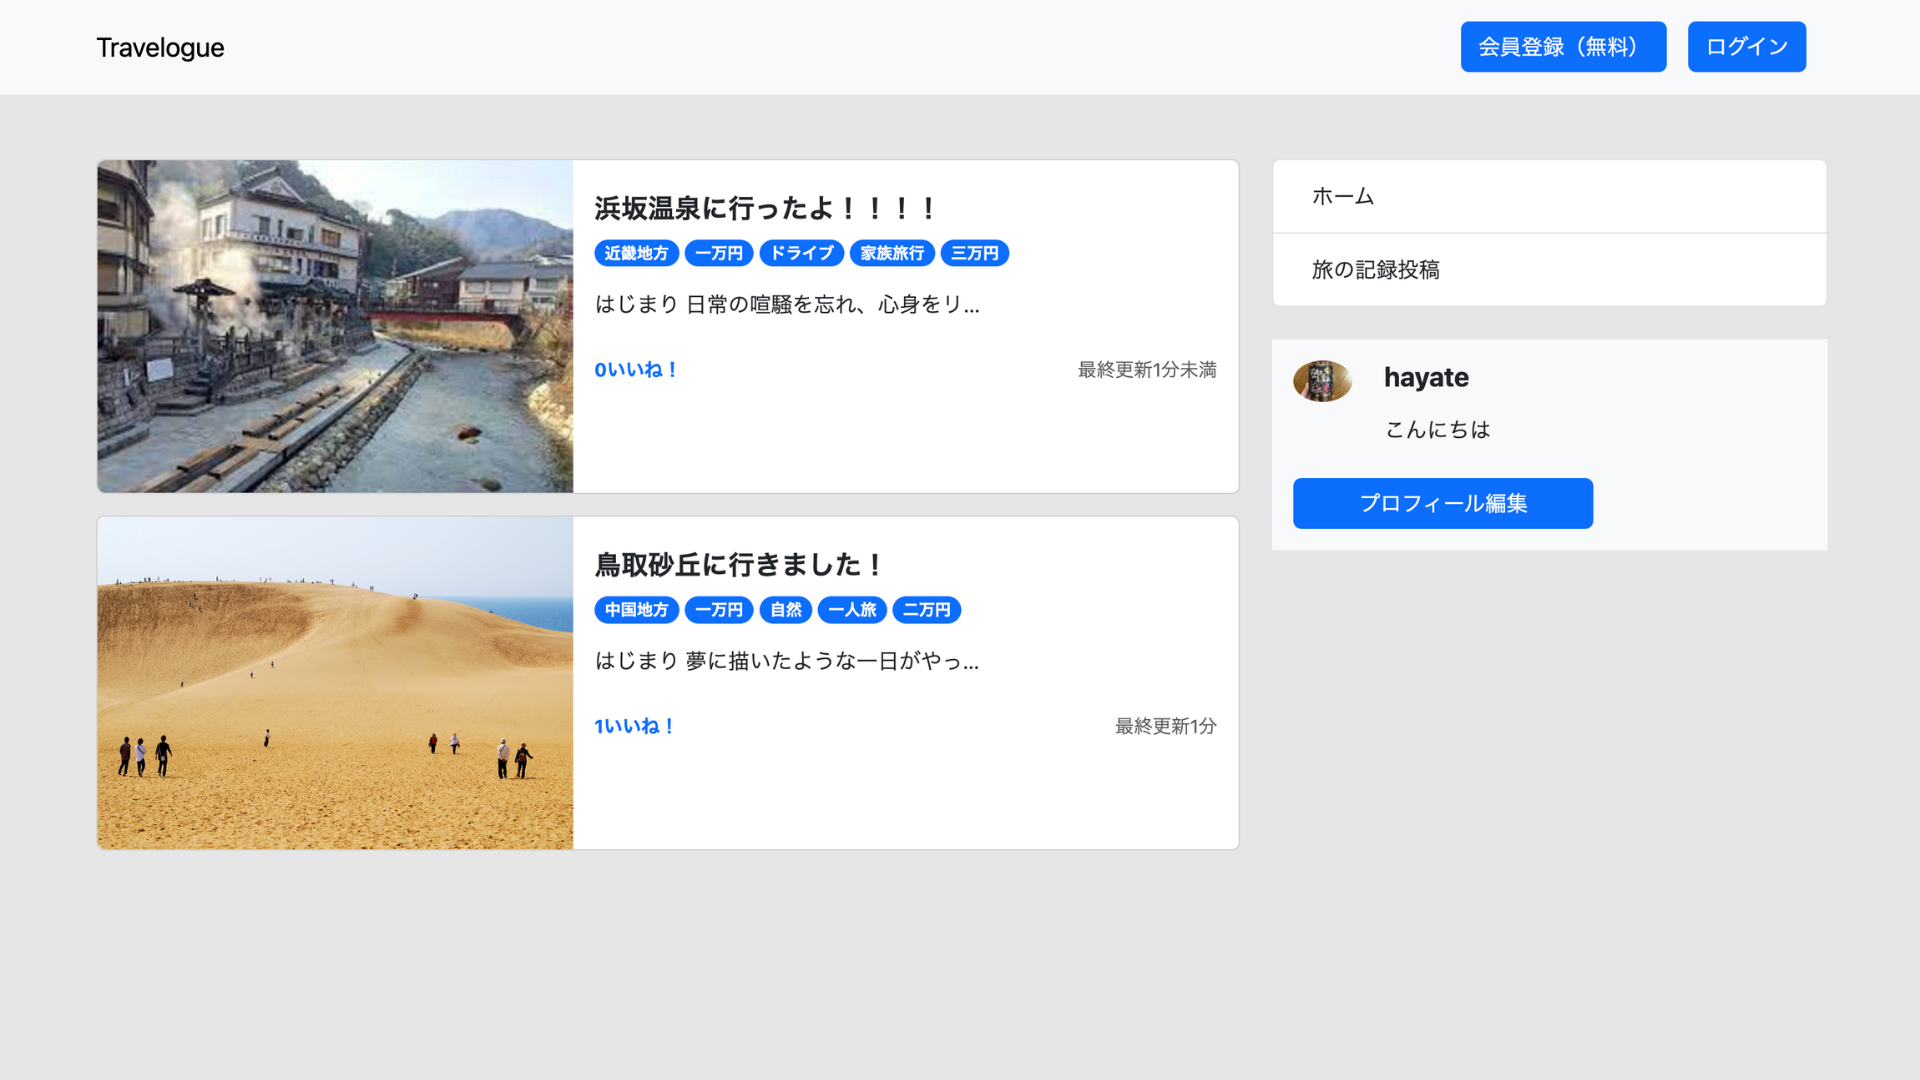 Travelogue
会員登録（無料）
ログイン
浜坂温泉に行ったよ！！！！
近畿地方 一万円 ドライブ 家族旅行 三万円
はじまり 日常の喧騒を忘れ、心身をリ...
0いいね！
最終更新1分未満
鳥取砂丘に行きました！
中国地方 一万円 自然 一人旅 二万円
はじまり 夢に描いたような一日がやっ...
1いいね！
最終更新1分
ホーム
旅の記録投稿
hayate
こんにちは
プロフィール編集